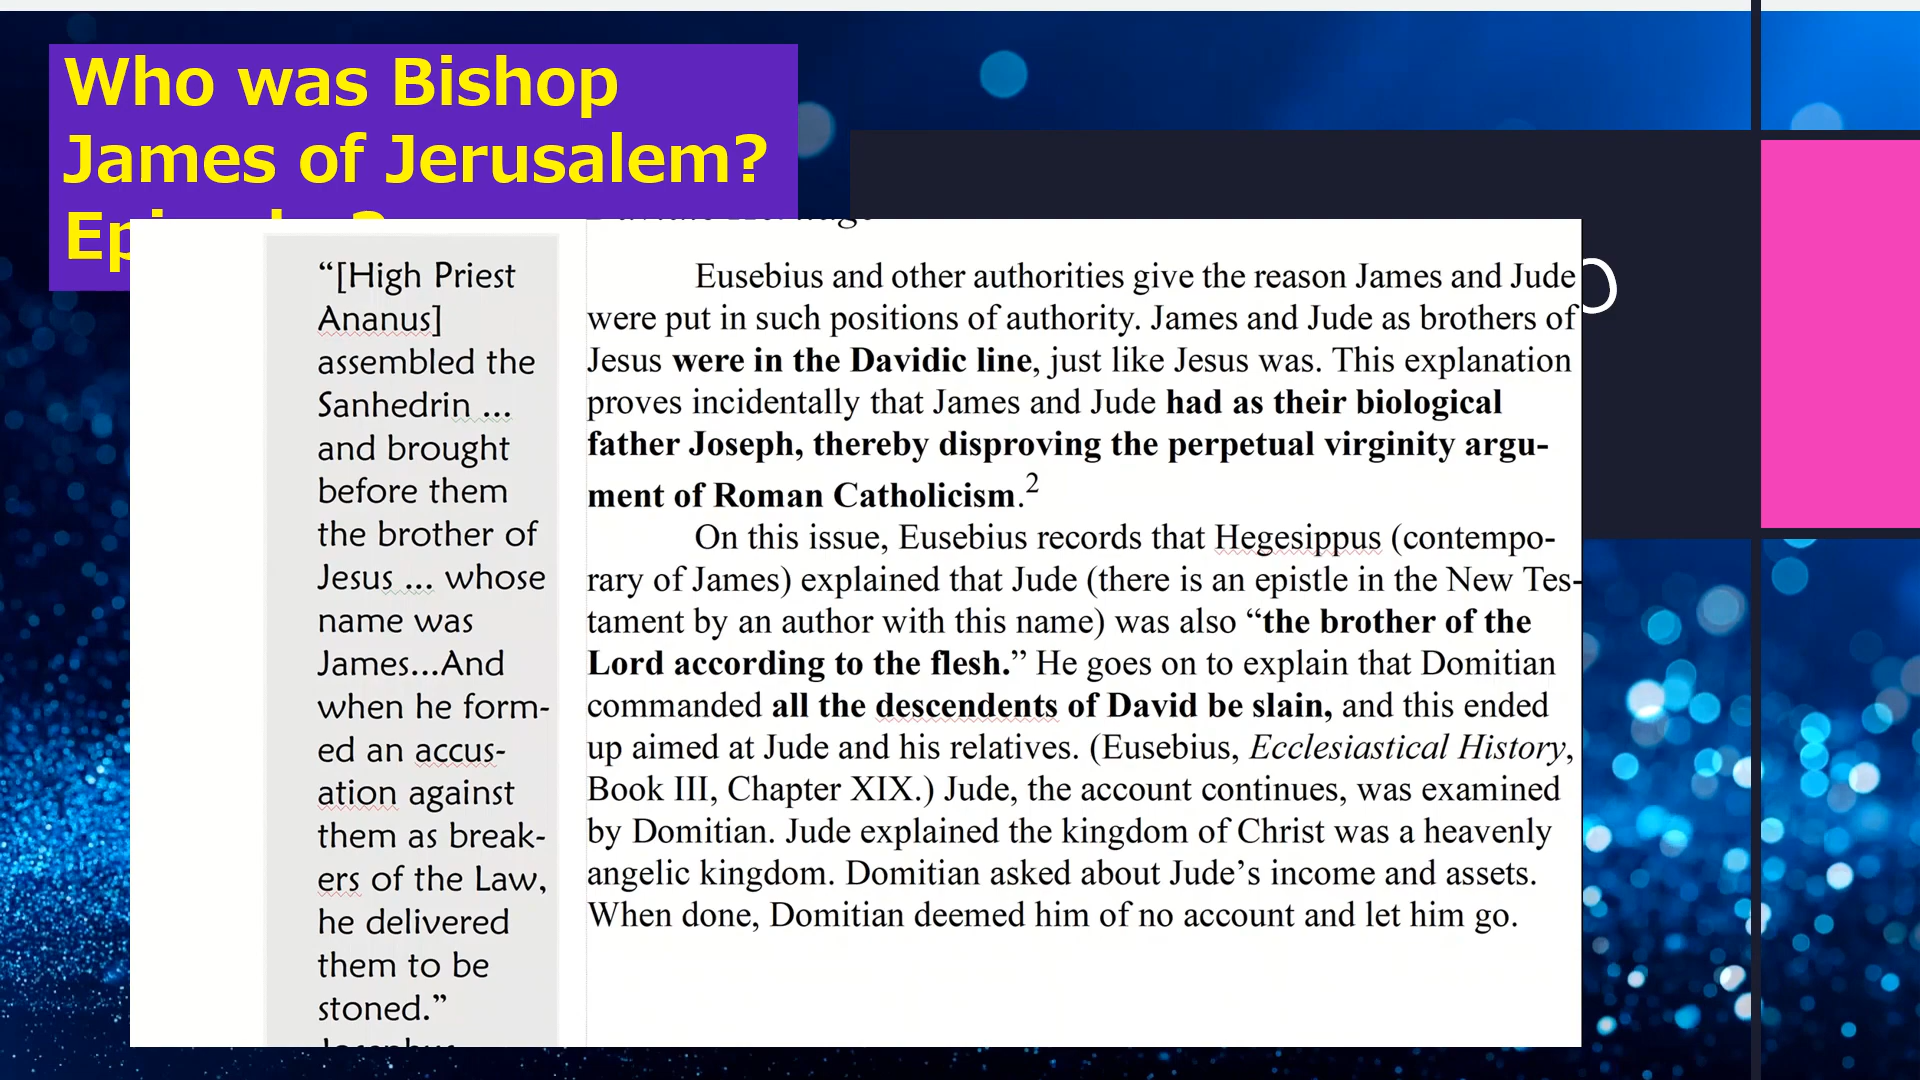 Who was Bishop
James of Jerusalem?
“[High Priest
Ananus]
assembled the
Sanhedrin ...
and brought
before them
the brother of
Jesus ... whose
name was
James...And
when he form-
ed an accus-
ation against
them as break-
ers of the Law,
he delivered
them to be
stoned.”
Eusebius and other authorities give the reason James and Jude
were put in such positions of authority. James and Jude as brothers of
Jesus were in the Davidic line, just like Jesus was. This explanation
proves incidentally that James and Jude had as their biological
father Joseph, thereby disproving the perpetual virginity argu-
ment of Roman Catholicism.2
On this issue, Eusebius records that Hegesippus (contempo-
rary of James) explained that Jude (there is an epistle in the New Tes-
tament by an author with this name) was also “the brother of the
Lord according to the flesh.” He goes on to explain that Domitian
commanded all the descendents of David be slain, and this ended
up aimed at Jude and his relatives. (Eusebius, Ecclesiastical History,
Book III, Chapter XIX.) Jude, the account continues, was examined
by Domitian. Jude explained the kingdom of Christ was a heavenly
angelic kingdom. Domitian asked about Jude’s income and assets.
When done, Domitian deemed him of no account and let him go.